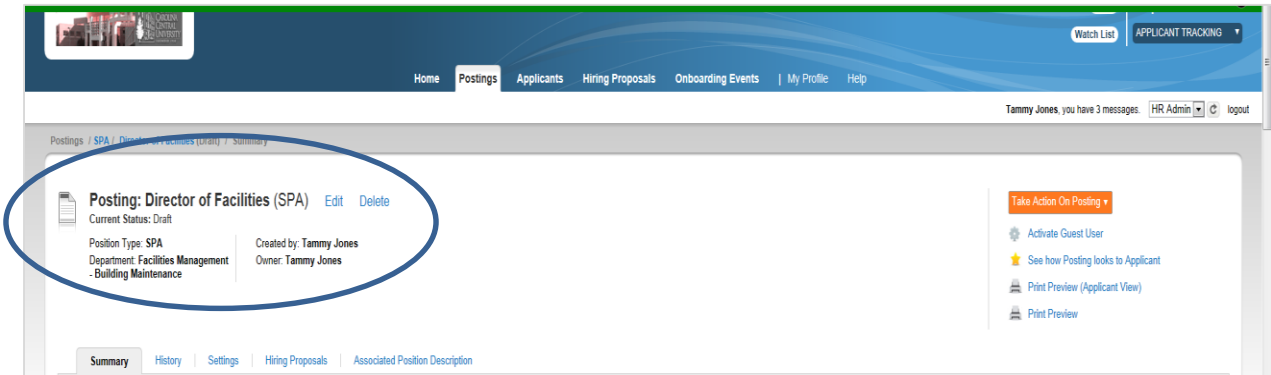 CAROLINA
CENTRAL
UNIVERSITY
Watch List
APPLICANT TRACKING
Home Postings Applicants Hiring Proposals Onboarding Events | My Profile Help
Tammy Jones, you have 3 messages. HR Admin logout
Postings / SPA / Director of Facilities (Draft) / Summary
Posting: Director of Facilities (SPA) Edit Delete
Current Status: Draft
Position Type: SPA
Department: Facilities Management
- Building Maintenance
Created by: Tammy Jones
Owner: Tammy Jones
Take Action On Posting
Activate Guest User
See how Posting looks to Applicant
Print Preview (Applicant View)
Print Preview
Summary History Settings Hiring Proposals Associated Position Description